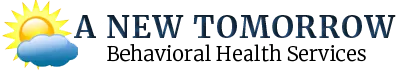 A NEW TOMORROW
Behavioral Health Services